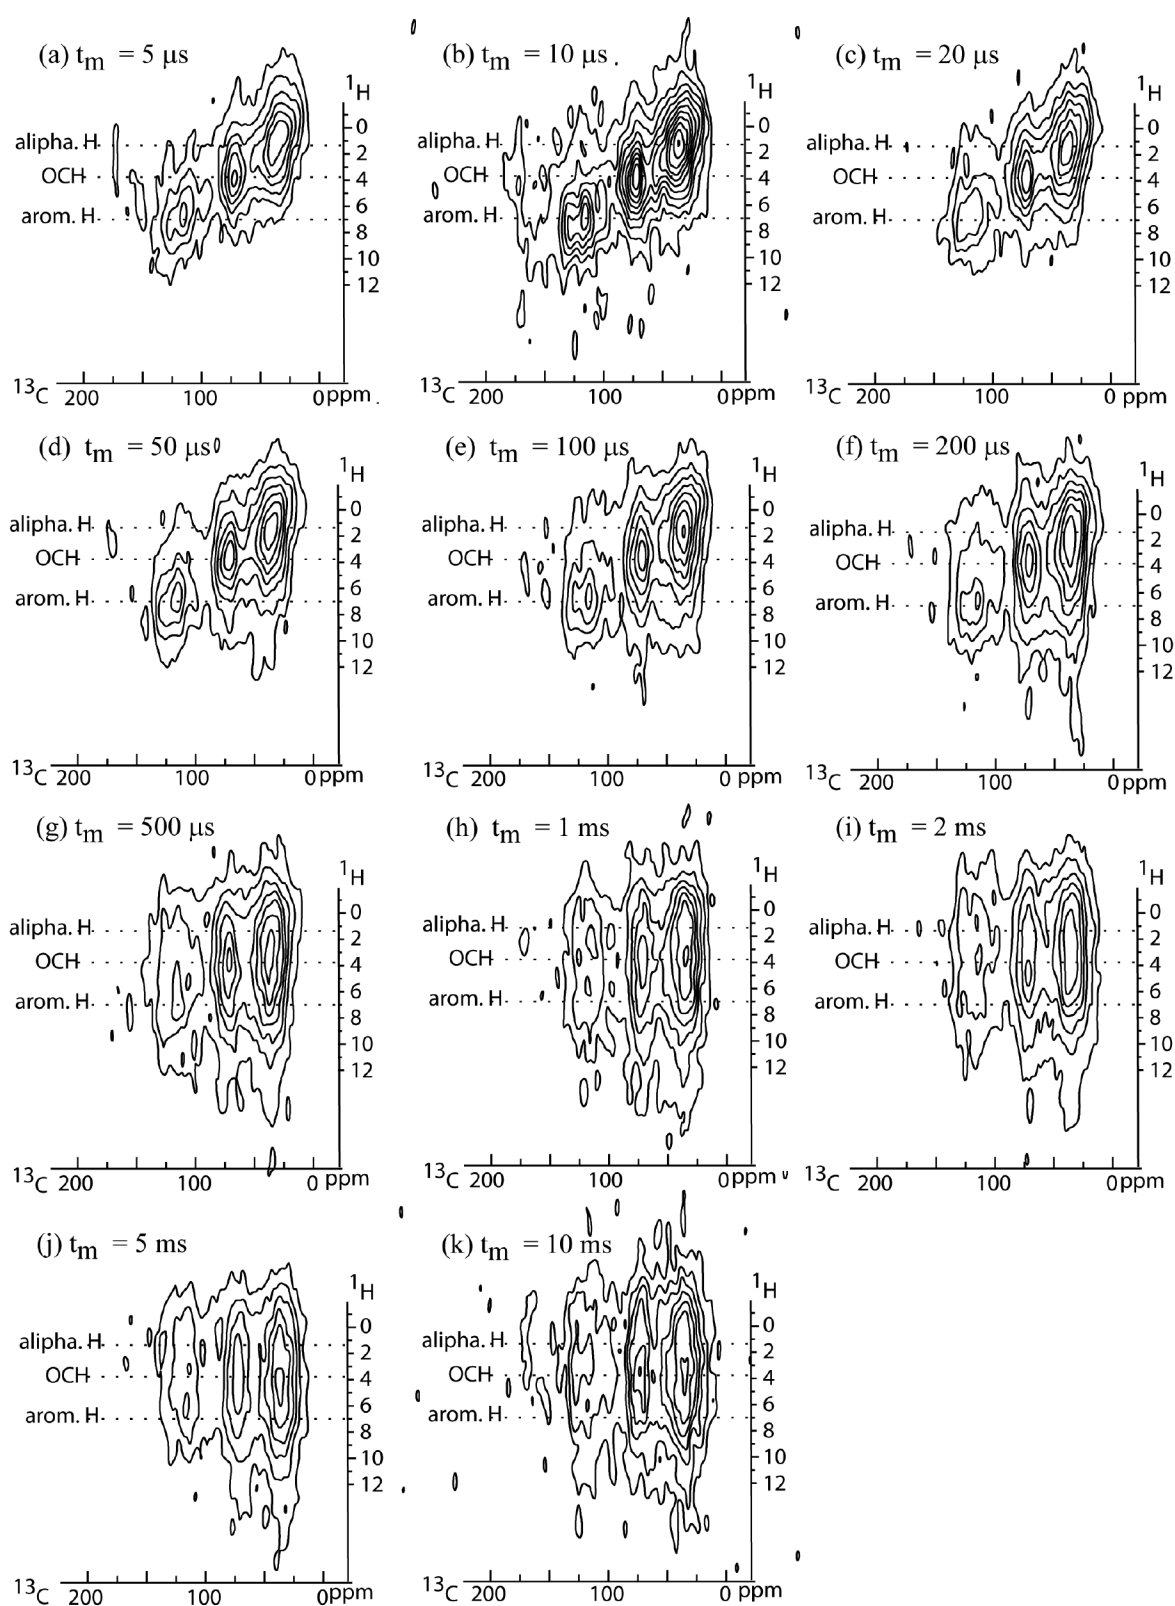 (a) tm = 5 μs (b) tm = 10 μs . (c) tm = 20 μs
1H 1H 1H
alipha. H 0 alipha. H 0 alipha. H 0
2 2 2
OCH 4 OCH 4 OCH 4
6 6 6
arom. H 8 arom. H 8 arom. H 8
10 10 10
12 12 12
13C 200 100 0 ppm . 13C 200 100 0 ppm 13C 200 100 0 ppm
(d) tm = 50 μs (e) tm = 100 μs (f) tm = 200 μs
1H 1H 1H
alipha. H 0 alipha. H 0 alipha. H 0
2 2 2
OCH 4 OCH 4 OCH 4
6 6 6
arom. H 8 arom. H 8 arom. H 8
10 10 10
12 12 12
13C 200 100 0 ppm 13C 200 100 0 ppm 13C 200 100 0 ppm
(g) tm = 500 μs (h) tm = 1 ms (i) tm = 2 ms
1H 1H 1H
alipha. H 0 alipha. H 0 alipha. H 0
2 2 2
OCH 4 OCH 4 OCH 4
6 6 6
arom. H 8 arom. H 8 arom. H 8
10 10 10
12 12 12
13C 200 100 0 ppm 13C 200 100 0 ppm 13C 200 100 0 ppm
(j) tm = 5 ms (k) tm = 10 ms
1H 1H
alipha. H 0 alipha. H 0
2 2
OCH 4 OCH 4
6 6
arom. H 8 arom. H 8
10 10
12 12
13C 200 100 0 ppm 13C 200 100 0 ppm